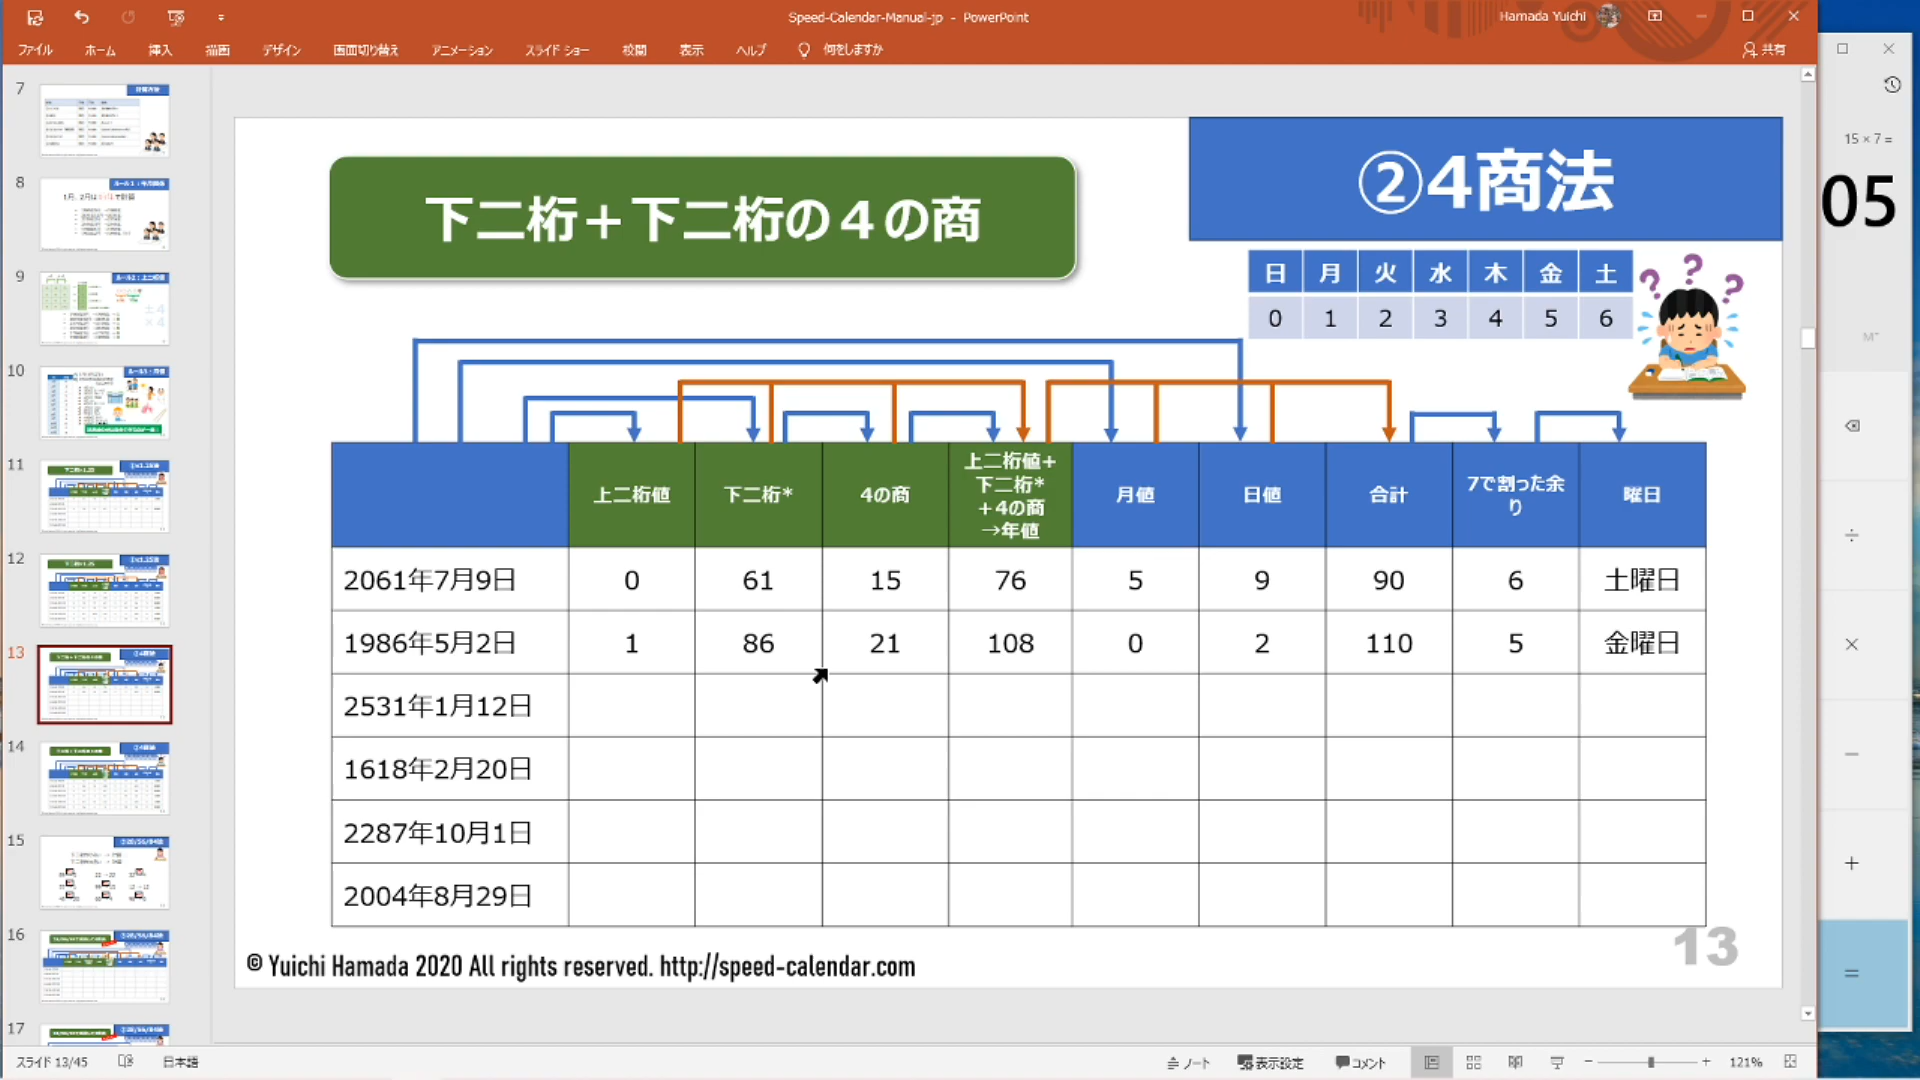 Speed-Calendar-Manual-jp - PowerPoint
Hamada Yuichi
ファイル ホーム 挿入 描画 デザイン 画面切り替え アニメーション スライド ショー 校閲 表示 ヘルプ 何をしますか
共有
15 × 7 =
05
7
8
9
10
11
12
13
14
15
16
17
下二桁＋下二桁の４の商
②4商法
日 月 火 水 木 金 土
0 1 2 3 4 5 6
上二桁値 下二桁* 4の商 上二桁値＋下二桁*＋4の商→年値 月値 日値 合計 7で割った余り 曜日
2061年7月9日 0 61 15 76 5 9 90 6 土曜日
1986年5月2日 1 86 21 108 0 2 110 5 金曜日
2531年1月12日
1618年2月20日
2287年10月1日
2004年8月29日
13
© Yuichi Hamada 2020 All rights reserved. http://speed-calendar.com
スライド 13/45 日本語
ノート 表示設定 コメント
121%